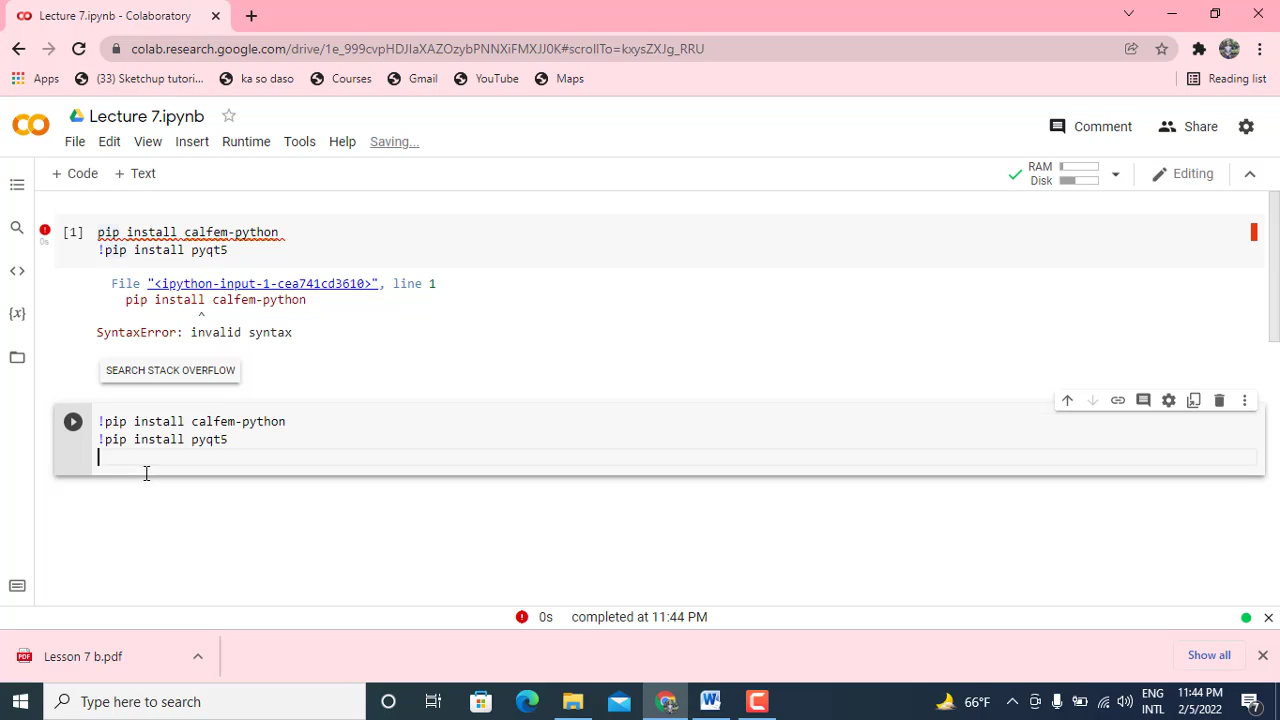 Lecture 7.ipynb - Colaboratory
colab.research.google.com/drive/1e_999cvpHDJIaXAZOzybPNNXiFMXJJ0K#scrollTo=kxysZXJg_RRU
Apps (33) Sketchup tutori... ka so daso Courses Gmail YouTube Maps Reading list
Lecture 7.ipynb
Comment Share
File Edit View Insert Runtime Tools Help Saving...
+ Code + Text
RAM
Disk
Editing
[1] pip install calfem-python
!pip install pyqt5
0s
File "<ipython-input-1-cea741cd3610>", line 1
pip install calfem-python
^
SyntaxError: invalid syntax
SEARCH STACK OVERFLOW
!pip install calfem-python
!pip install pyqt5
{x}
0s completed at 11:44 PM
PDF Lesson 7 b.pdf
Show all
Type here to search
66°F
ENG
INTL
11:44 PM
2/5/2022
7